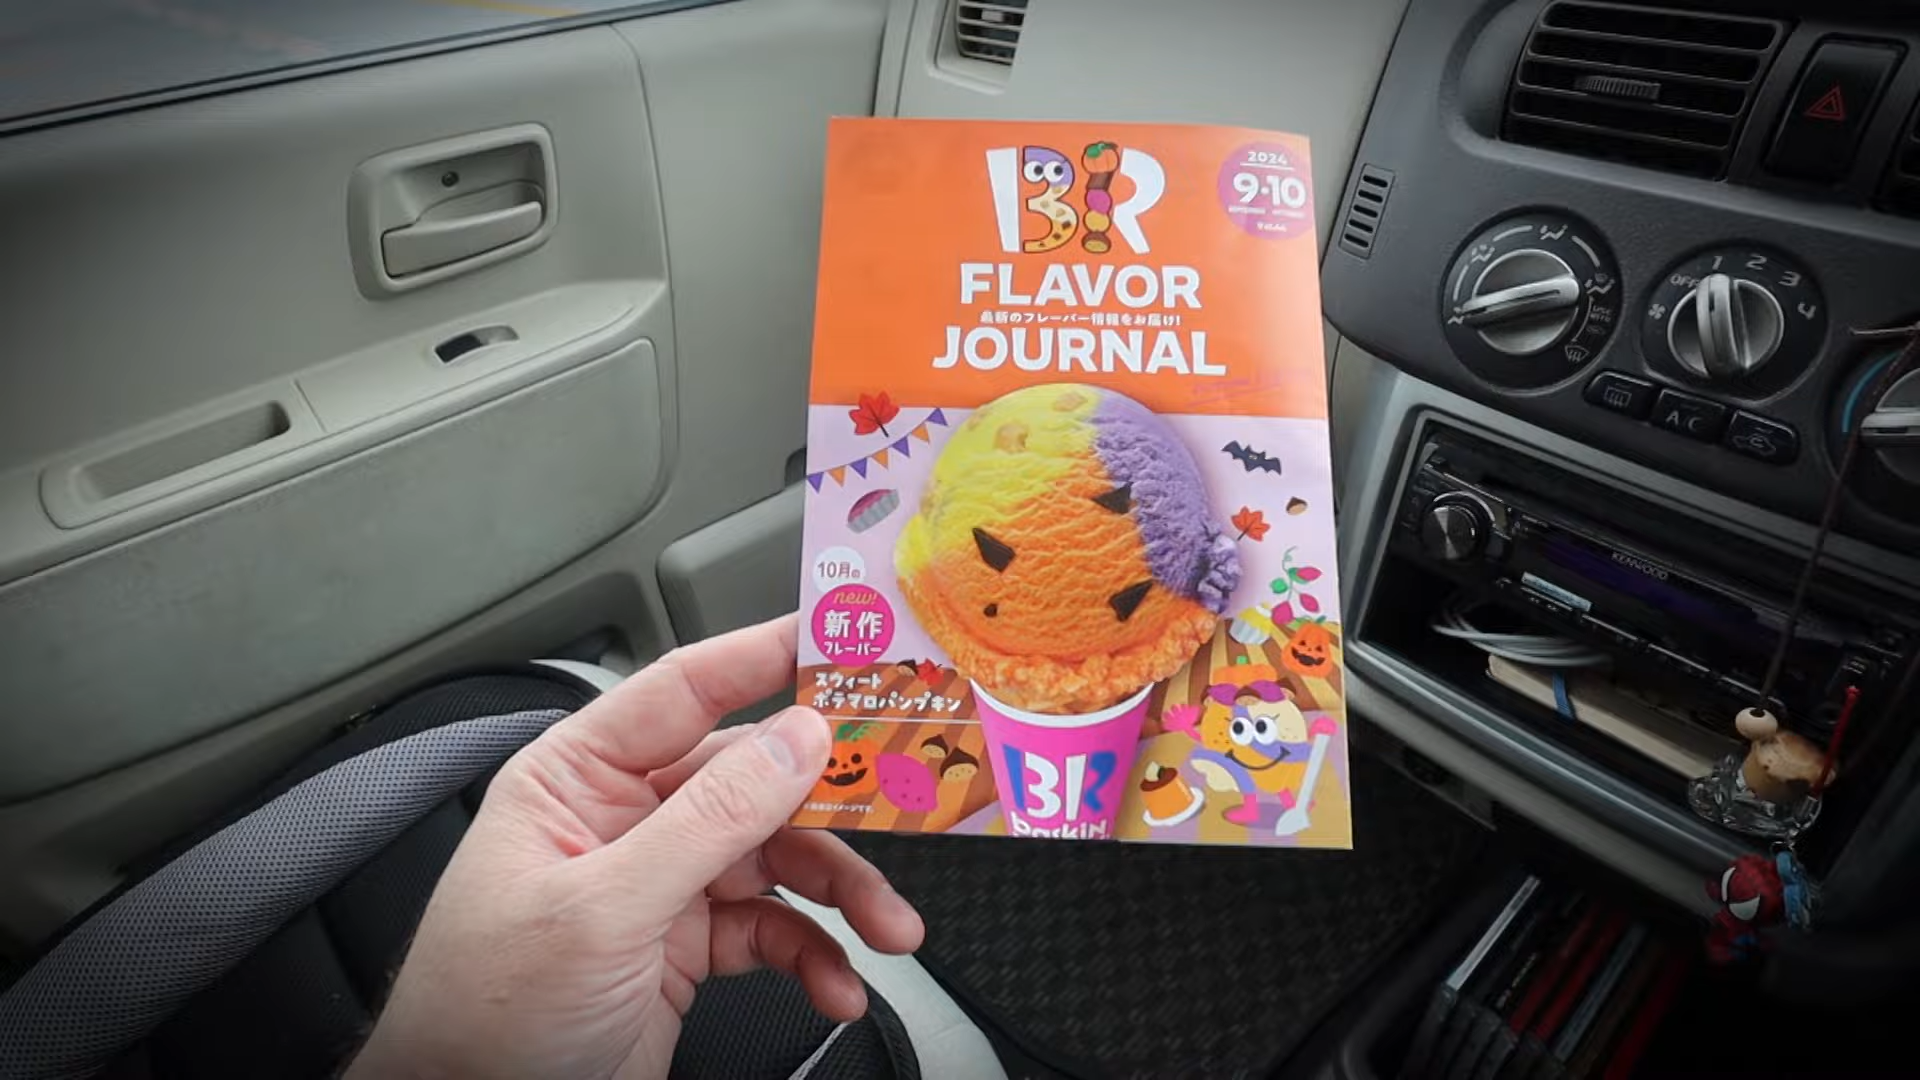 BR
2024
9・10
FLAVOR
最新のフレーバー情報をお届け!
JOURNAL
10月の
new!
新作
フレーバー
スウィート
ポテマロパンプキン
BR
baskin
OFF 1 2 3 4
A/C
KENWOOD